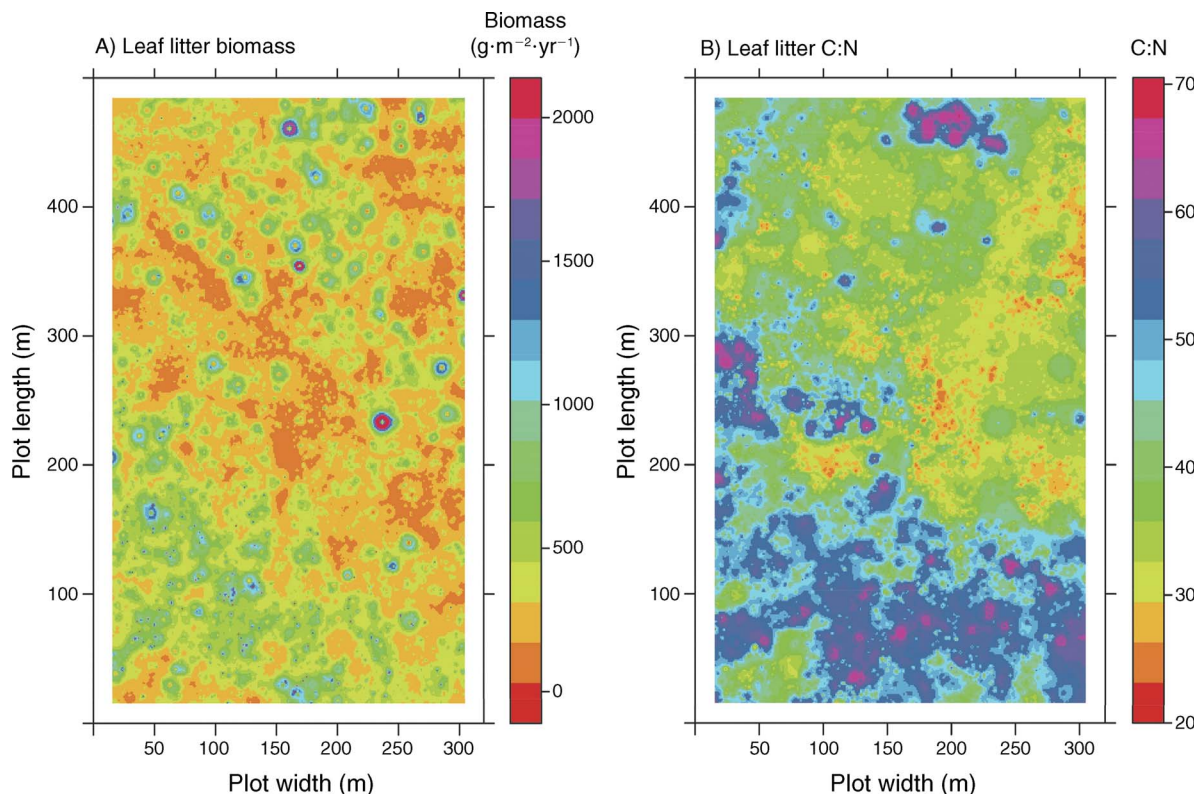 A) Leaf litter biomass
Biomass
(g·m−2·yr−1)
2000
1500
1000
500
0
400
300
200
100
Plot length (m)
50 100 150 200 250 300
Plot width (m)
B) Leaf litter C:N
C:N
70
60
50
40
30
20
400
300
200
100
Plot length (m)
50 100 150 200 250 300
Plot width (m)